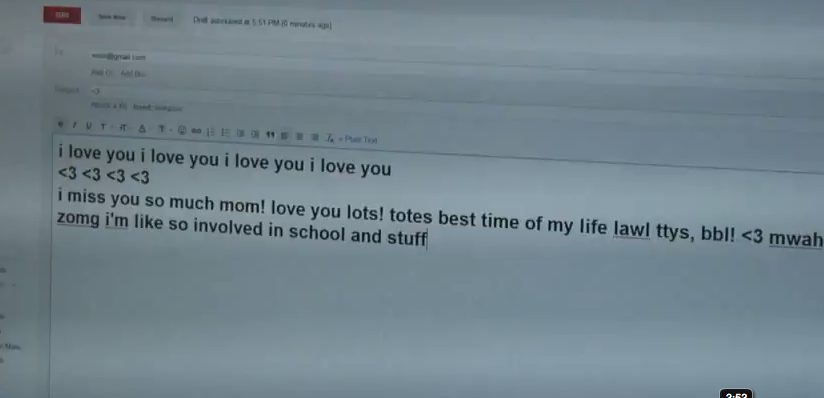 SEND Save Now Discard Draft autosaved at 5:51 PM (0 minutes ago)
To
mom@gmail.com
Add Cc Add Bcc
Subject <3
Attach a file Insert: Invitation
B I U T Plain Text
i love you i love you i love you i love you
<3 <3 <3 <3
i miss you so much mom! love you lots! totes best time of my life lawl ttys, bbl! <3 mwah
zomg i'm like so involved in school and stuff
3:52